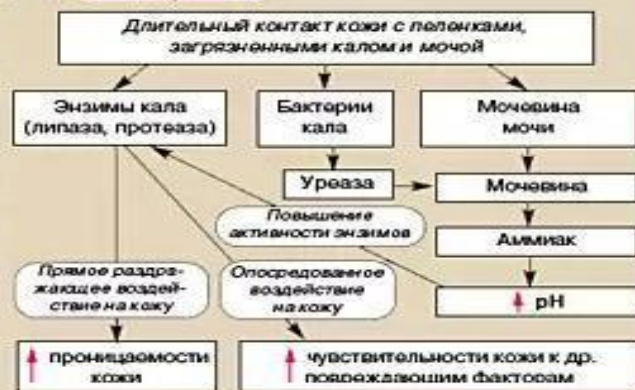 Длительный контакт кожи с пеленками,
загрязненными калом и мочой
Энзимы кала
(липаза, протеаза)
Бактерии
кала
Мочевина
мочи
Уреаза
Мочевина
Повышение
активности энзимов
Аммиак
Прямое раздра-
жающее воздей-
ствие на кожу
Опосредованное
воздействие
на кожу
pH
проницаемости
кожи
чувствительности кожи к др.
повреждающим факторам